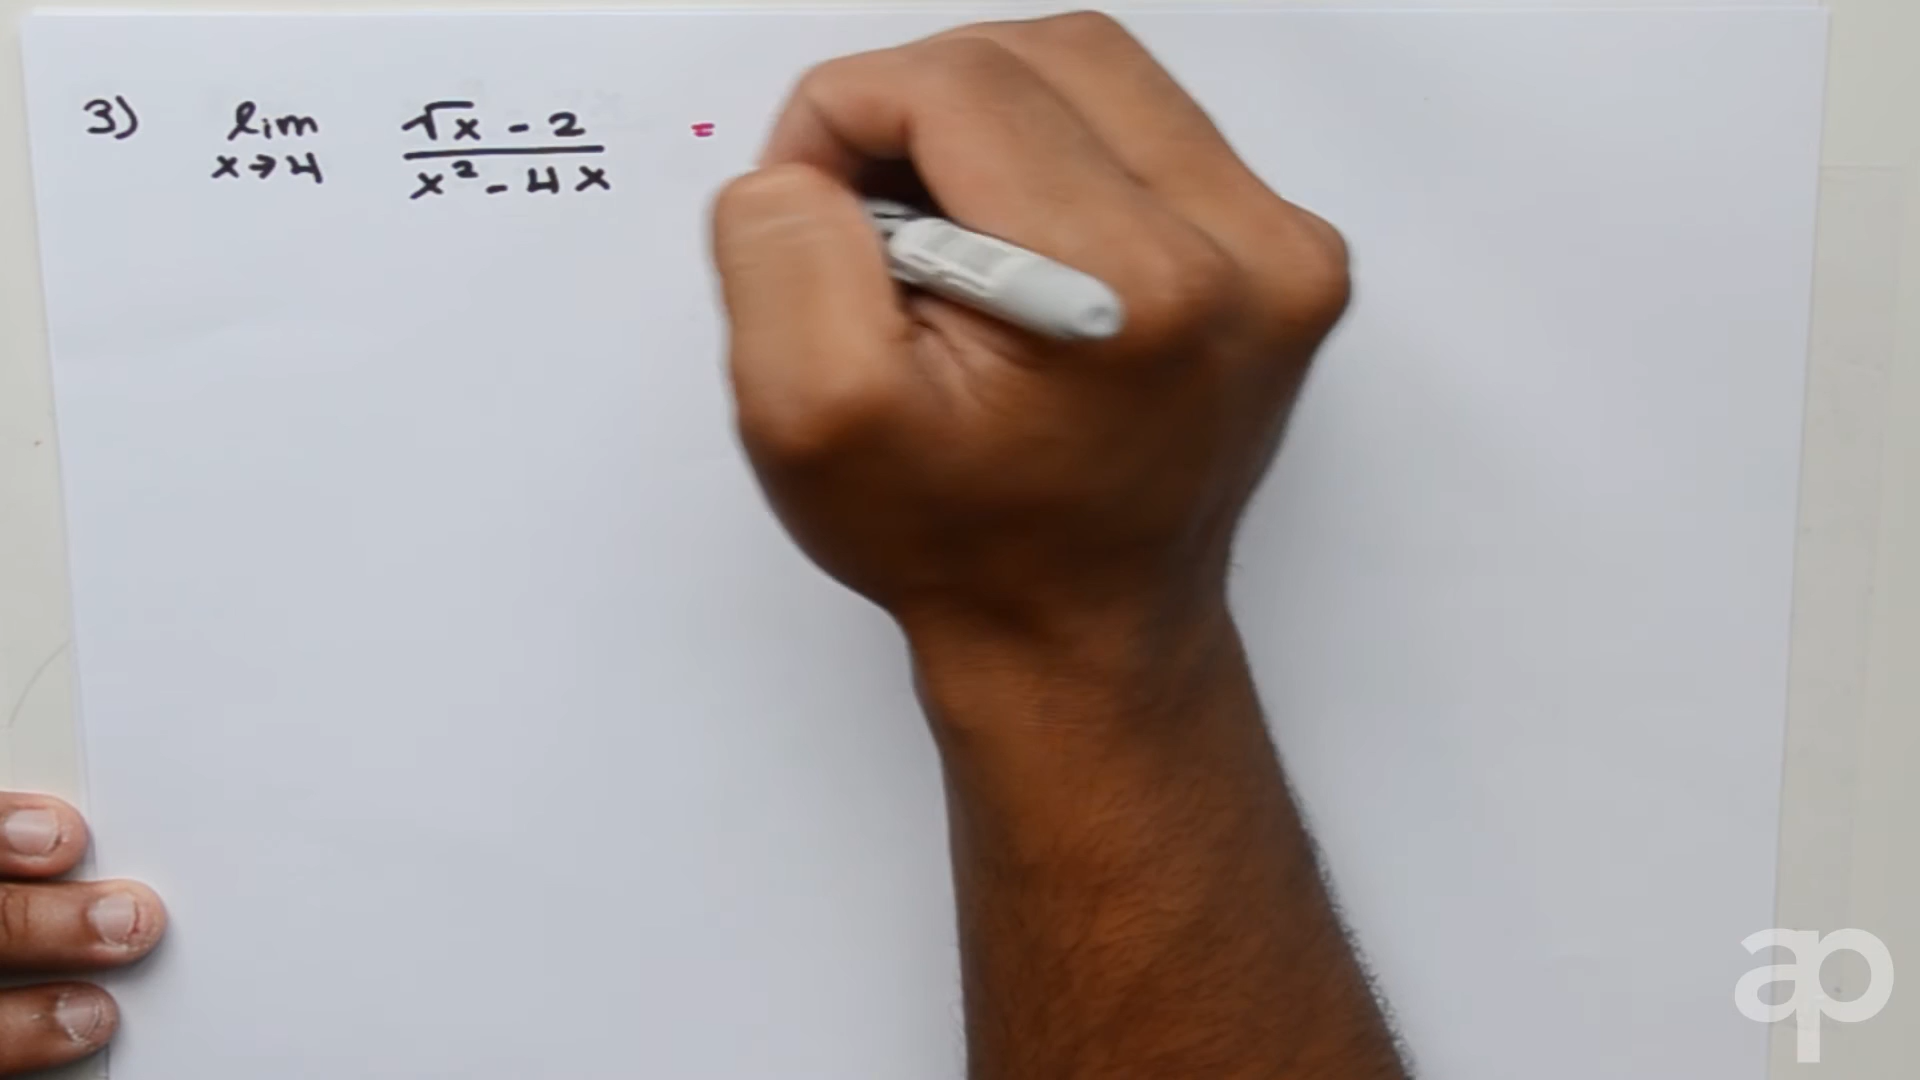 3) lim x→4 √x - 2 / x² - 4x =
ap